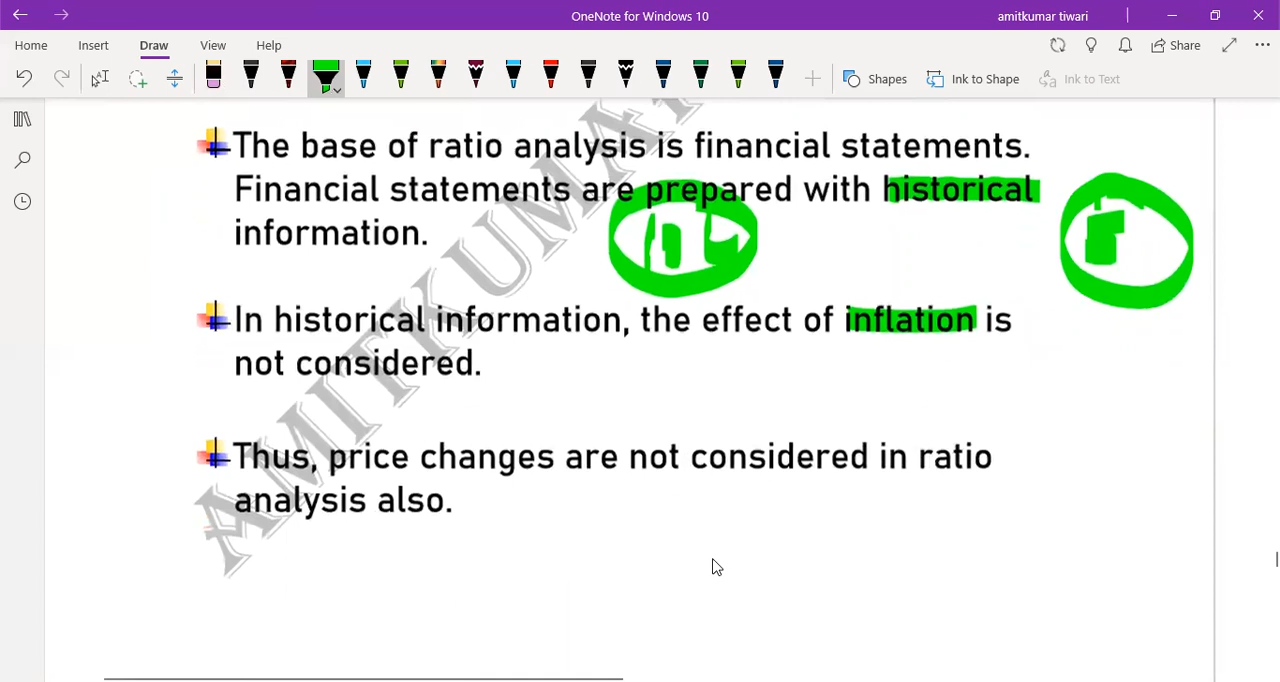 OneNote for Windows 10
amitkumar tiwari
Home Insert Draw View Help
Share
Shapes Ink to Shape Ink to Text
The base of ratio analysis is financial statements.
Financial statements are prepared with historical
information.
In historical information, the effect of inflation is
not considered.
Thus, price changes are not considered in ratio
analysis also.